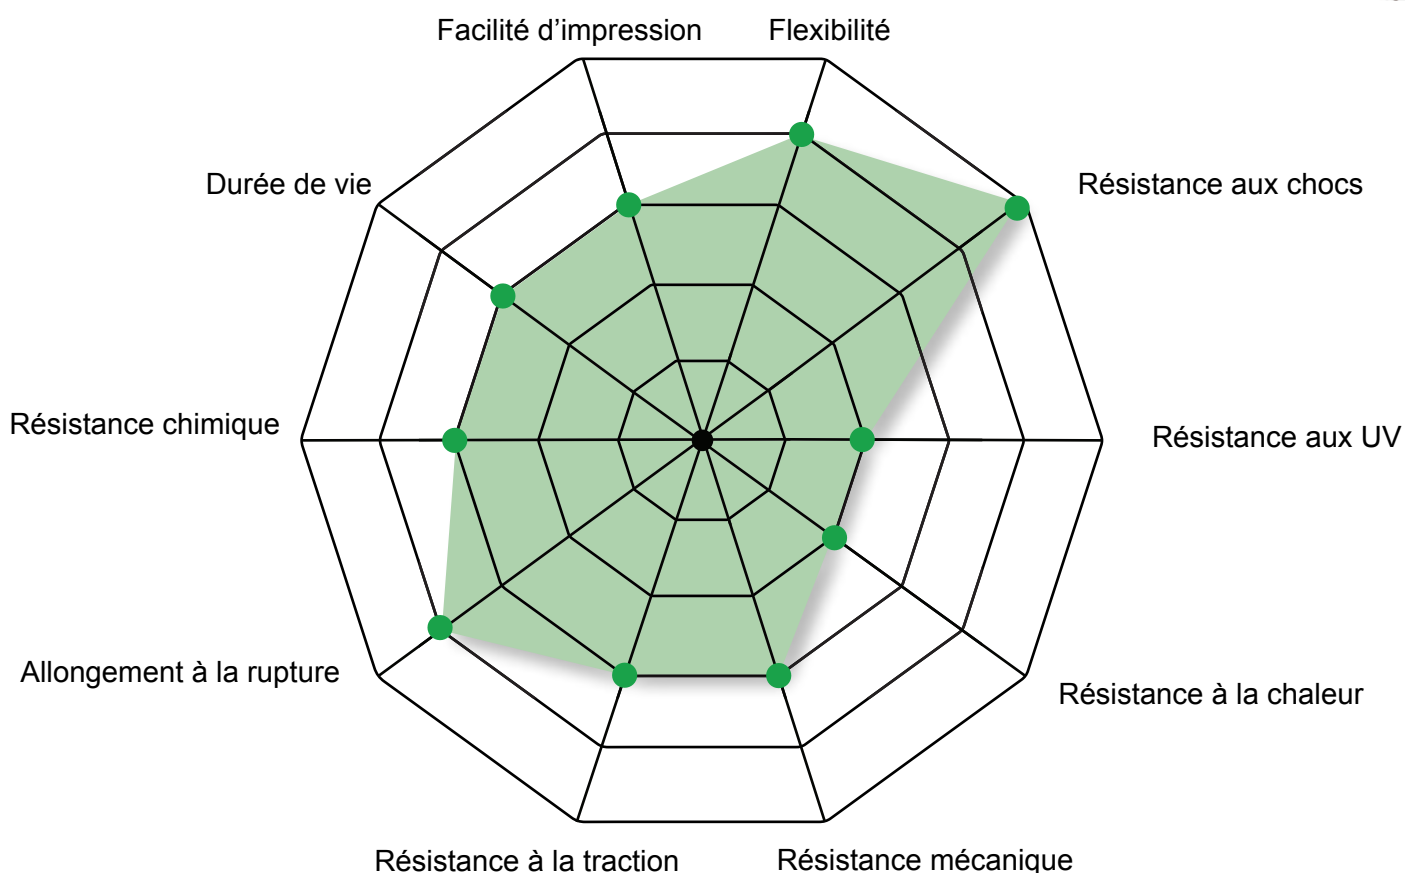 Facilité d’impression
Flexibilité
Durée de vie
Résistance aux chocs
Résistance chimique
Résistance aux UV
Allongement à la rupture
Résistance à la chaleur
Résistance à la traction
Résistance mécanique